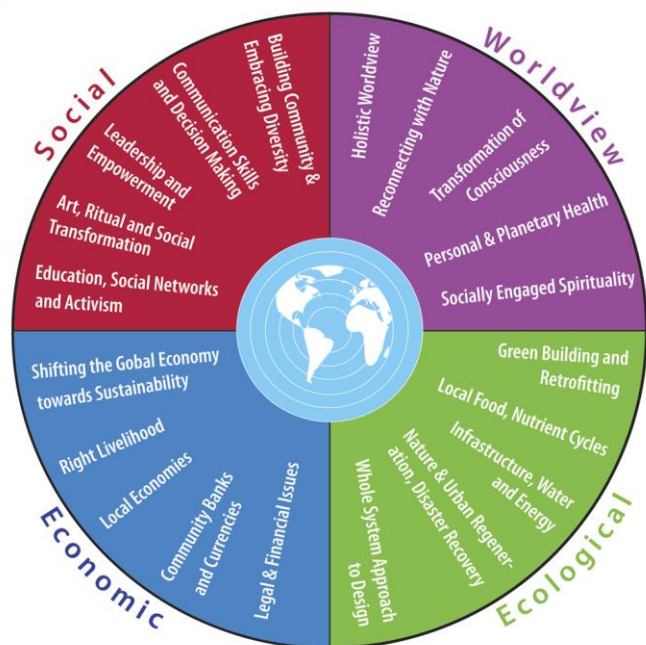 Social
Building Community &
Embracing Diversity
Communication Skills
and Decision Making
Leadership and
Empowerment
Art, Ritual and Social
Transformation
Education, Social Networks
and Activism
Worldview
Holistic Worldview
Reconnecting with Nature
Transformation of
Consciousness
Personal & Planetary Health
Socially Engaged Spirituality
Economic
Shifting the Gobal Economy
towards Sustainability
Right Livelihood
Local Economies
Community Banks
and Currencies
Legal & Financial Issues
Ecological
Green Building and
Retrofitting
Local Food, Nutrient Cycles
Infrastructure, Water
and Energy
Nature & Urban Regener-
ation, Disaster Recovery
Whole System Approach
to Design